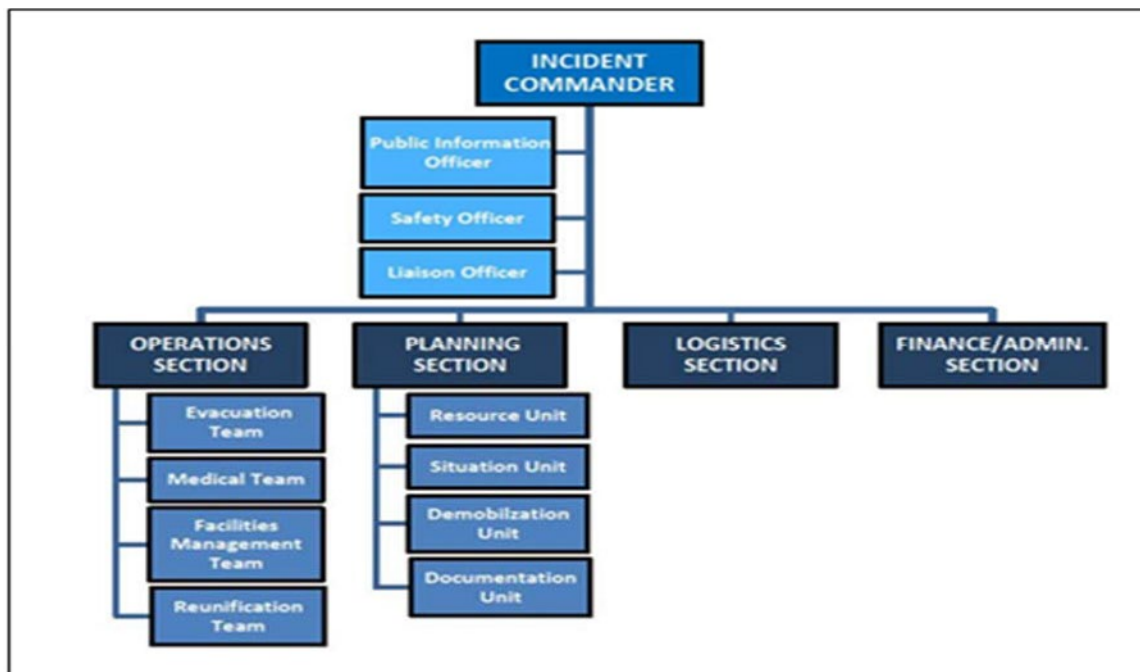 INCIDENT
COMMANDER
Public Information
Officer
Safety Officer
Liaison Officer
OPERATIONS
SECTION
PLANNING
SECTION
LOGISTICS
SECTION
FINANCE/ADMIN.
SECTION
Evacuation
Team
Medical Team
Facilities
Management
Team
Reunification
Team
Resource Unit
Situation Unit
Demobilzation
Unit
Documentation
Unit